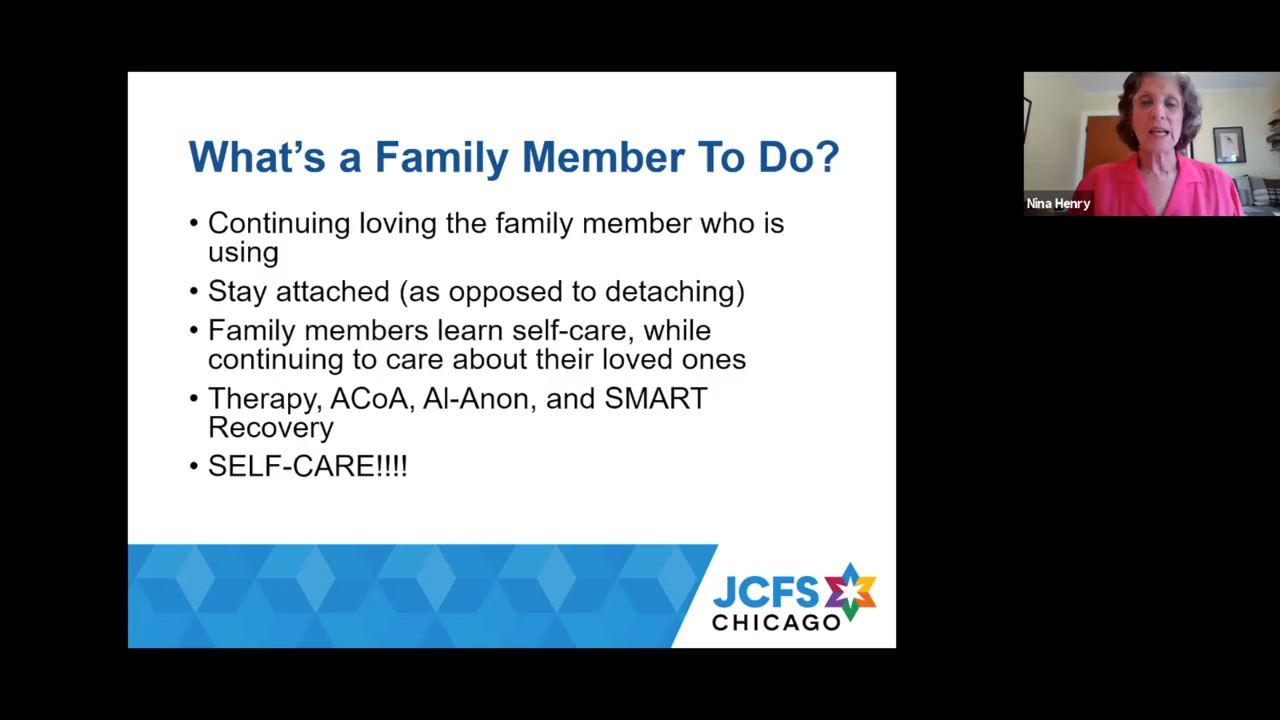 What's a Family Member To Do?
• Continuing loving the family member who is
using
• Stay attached (as opposed to detaching)
• Family members learn self-care, while
continuing to care about their loved ones
• Therapy, ACoA, Al-Anon, and SMART
Recovery
• SELF-CARE!!!!
JCFS
CHICAGO
Nina Henry